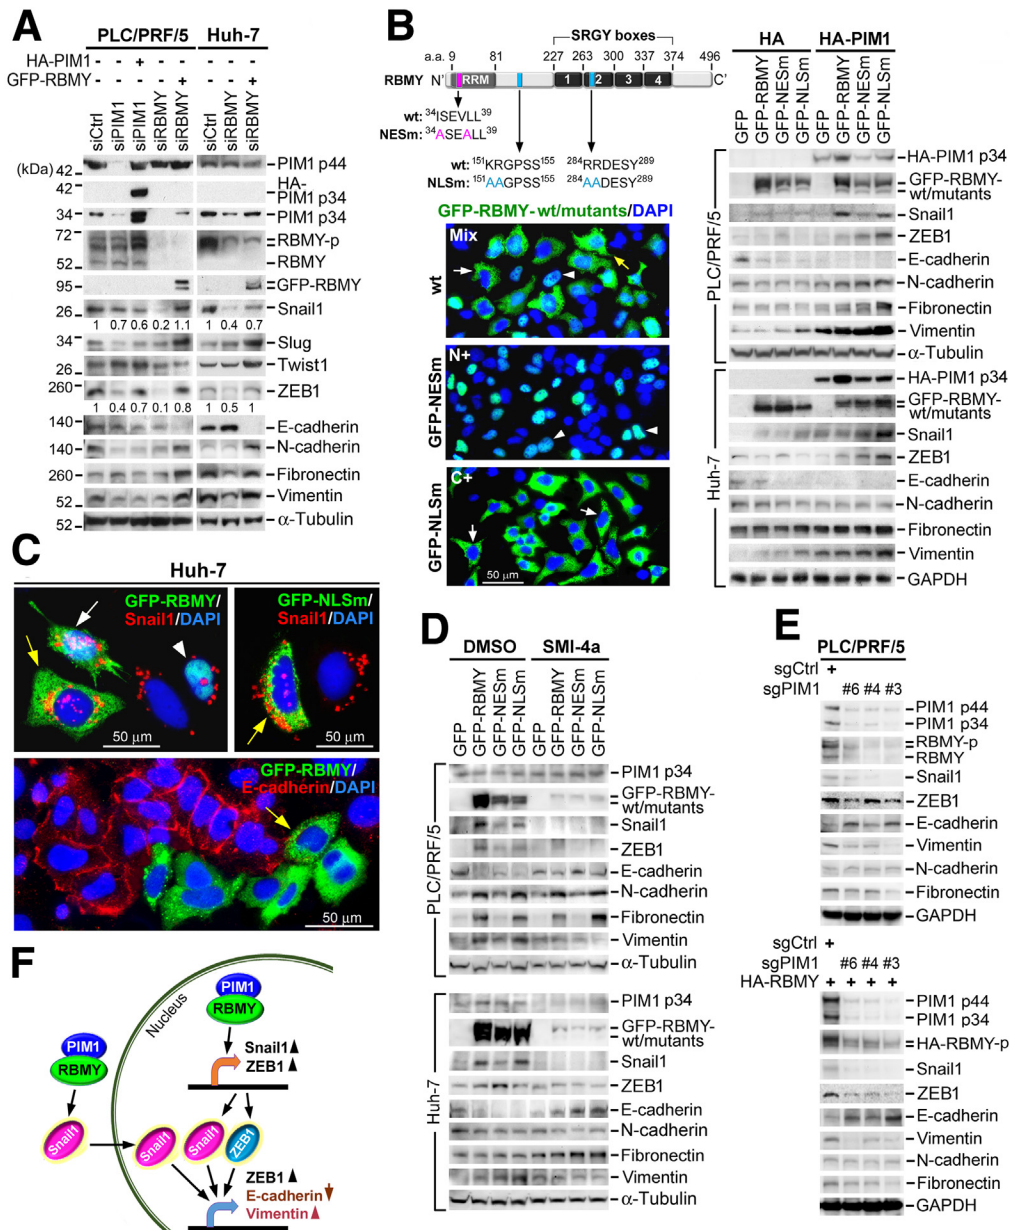 A
PLC/PRF/5 Huh-7
HA-PIM1 - - + - - - - -
GFP-RBMY - - - - + - - +
siCtrl siPIM1 siPIM1 siRBMY siRBMY siCtrl siRBMY siRBMY
(kDa)
42 PIM1 p44
42 HA-PIM1 p34
34 PIM1 p34
72 RBMY-p
52 RBMY
95 GFP-RBMY
26 Snail1
1 0.7 0.6 0.2 1.1 1 0.4 0.7
34 Slug
26 Twist1
260 ZEB1
1 0.4 0.7 0.1 0.8 1 0.5 1
140 E-cadherin
140 N-cadherin
260 Fibronectin
52 Vimentin
52 α-Tubulin
B
SRGY boxes
a.a. 9 81 227 263 300 337 374 496
RBMY N' RRM 1 2 3 4 C'
wt: 34ISEVLL39
NESm: 34ASEALL39
wt: 151KRGPSS155 284RRDESY289
NLSm: 151AAGPSS155 284AADESY289
GFP-RBMY-wt/mutants/DAPI
Mix
wt
N+
GFP-NESm
C+
GFP-NLSm
50 µm
HA HA-PIM1
GFP GFP-RBMY GFP-NESm GFP-NLSm GFP GFP-RBMY GFP-NESm GFP-NLSm
PLC/PRF/5
HA-PIM1 p34
GFP-RBMY-wt/mutants
Snail1
ZEB1
E-cadherin
N-cadherin
Fibronectin
Vimentin
α-Tubulin
Huh-7
HA-PIM1 p34
GFP-RBMY-wt/mutants
Snail1
ZEB1
E-cadherin
N-cadherin
Fibronectin
Vimentin
GAPDH
C
Huh-7
GFP-RBMY/
Snail1/DAPI
50 µm
GFP-NLSm/
Snail1/DAPI
50 µm
GFP-RBMY/
E-cadherin/DAPI
50 µm
D
DMSO SMI-4a
GFP GFP-RBMY GFP-NESm GFP-NLSm GFP GFP-RBMY GFP-NESm GFP-NLSm
PLC/PRF/5
PIM1 p34
GFP-RBMY-wt/mutants
Snail1
ZEB1
E-cadherin
N-cadherin
Fibronectin
Vimentin
α-Tubulin
Huh-7
PIM1 p34
GFP-RBMY-wt/mutants
Snail1
ZEB1
E-cadherin
N-cadherin
Fibronectin
Vimentin
α-Tubulin
E
PLC/PRF/5
sgCtrl +
sgPIM1 #6 #4 #3
PIM1 p44
PIM1 p34
RBMY-p
RBMY
Snail1
ZEB1
E-cadherin
Vimentin
N-cadherin
Fibronectin
GAPDH
sgCtrl +
sgPIM1 #6 #4 #3
HA-RBMY + + + +
PIM1 p44
PIM1 p34
HA-RBMY-p
Snail1
ZEB1
E-cadherin
Vimentin
N-cadherin
Fibronectin
GAPDH
F
Nucleus
PIM1
RBMY
Snail1▲
ZEB1▲
PIM1
RBMY
Snail1
Snail1
Snail1
ZEB1
ZEB1▲
E-cadherin↓
Vimentin▲